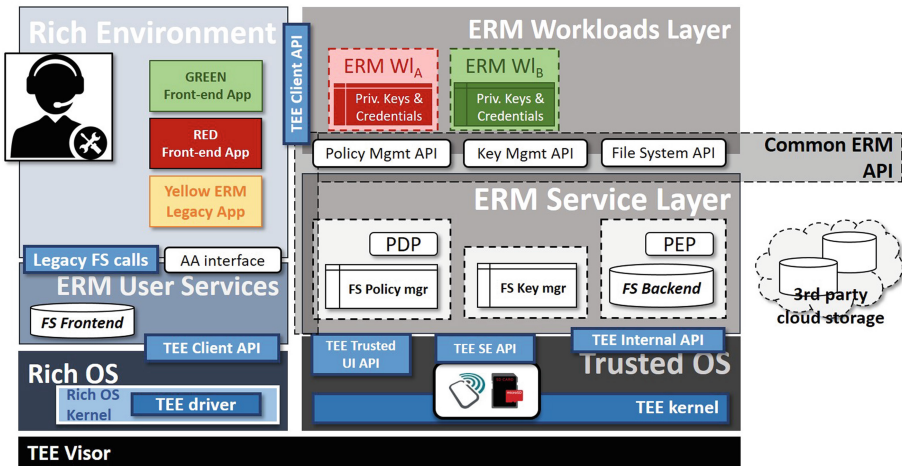 Rich Environment
GREEN
Front-end App
RED
Front-end App
Yellow ERM
Legacy App
Legacy FS calls
AA interface
ERM User Services
FS Frontend
TEE Client API
Rich OS
Rich OS
Kernel
TEE driver
TEE Client API
ERM Workloads Layer
ERM Wl_A
Priv. Keys &
Credentials
ERM Wl_B
Priv. Keys &
Credentials
Policy Mgmt API
Key Mgmt API
File System API
Common ERM
API
ERM Service Layer
PDP
FS Policy mgr
FS Key mgr
PEP
FS Backend
3rd party
cloud storage
TEE Trusted
UI API
TEE SE API
TEE Internal API
Trusted OS
TEE kernel
TEE Visor